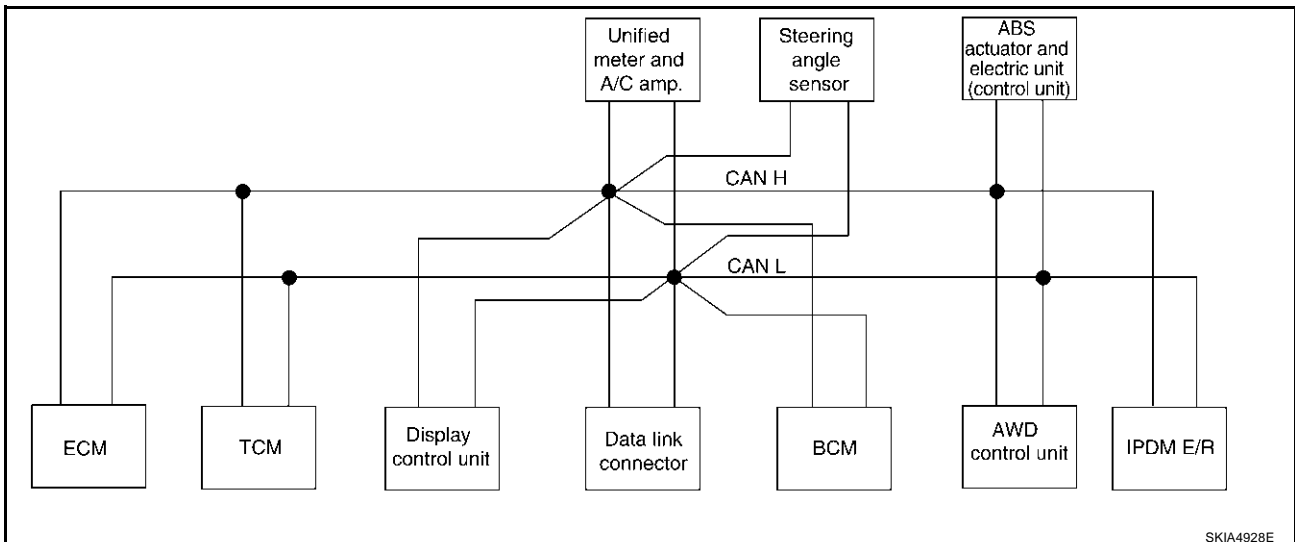 Unified
meter and
A/C amp.
Steering
angle
sensor
ABS
actuator and
electric unit
(control unit)
CAN H
CAN L
ECM
TCM
Display
control unit
Data link
connector
BCM
AWD
control unit
IPDM E/R
SKIA4928E